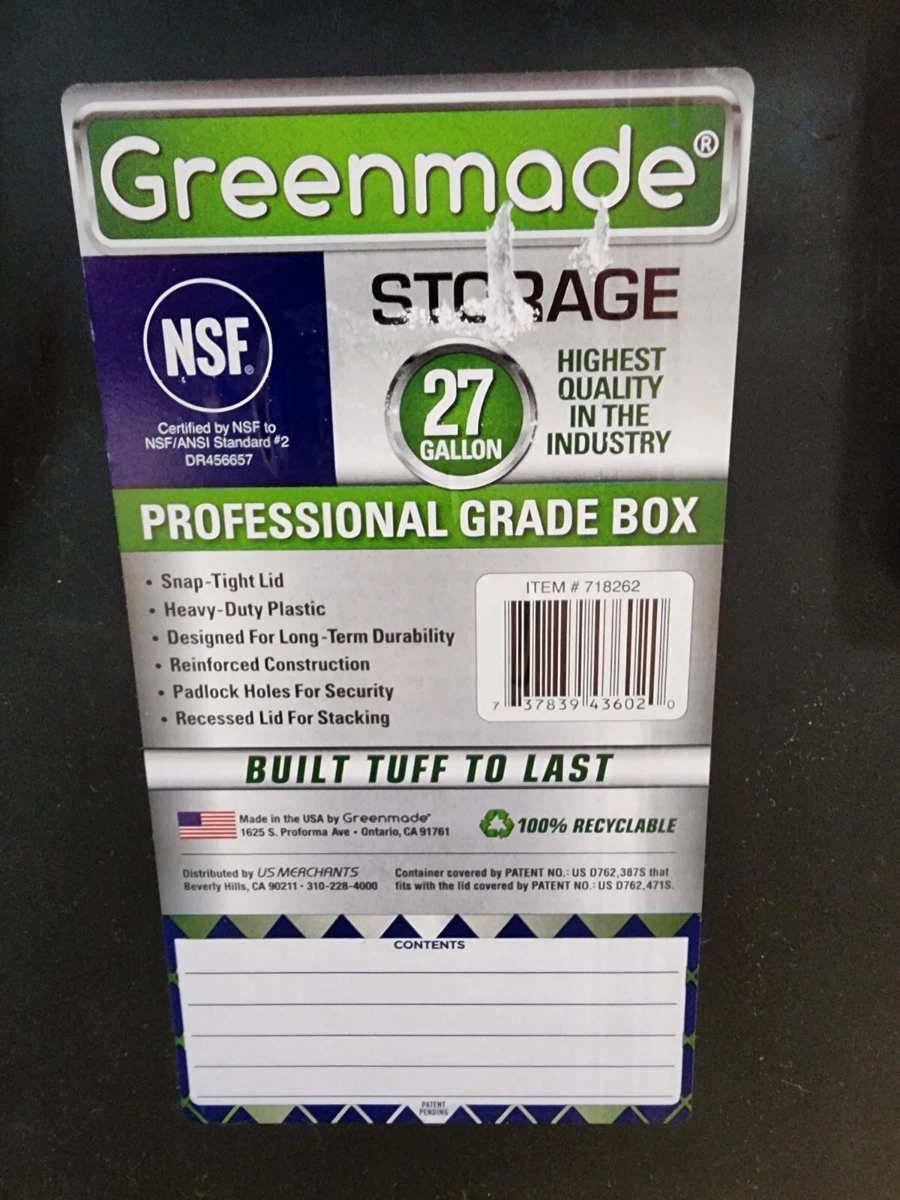 Greenmade®
STORAGE
NSF®
Certified by NSF to
NSF/ANSI Standard #2
DR456657
27
GALLON
HIGHEST
QUALITY
IN THE
INDUSTRY
PROFESSIONAL GRADE BOX
• Snap-Tight Lid
• Heavy-Duty Plastic
• Designed For Long-Term Durability
• Reinforced Construction
• Padlock Holes For Security
• Recessed Lid For Stacking
ITEM # 718262
7 37839 43602 0
BUILT TUFF TO LAST
Made in the USA by Greenmade®
1625 S. Proforma Ave • Ontario, CA 91761
100% RECYCLABLE
Distributed by US MERCHANTS
Beverly Hills, CA 90211 • 310-228-4000
Container covered by PATENT NO.: US D762,387S that
fits with the lid covered by PATENT NO.: US D762,471S.
CONTENTS
PATENT
PENDING